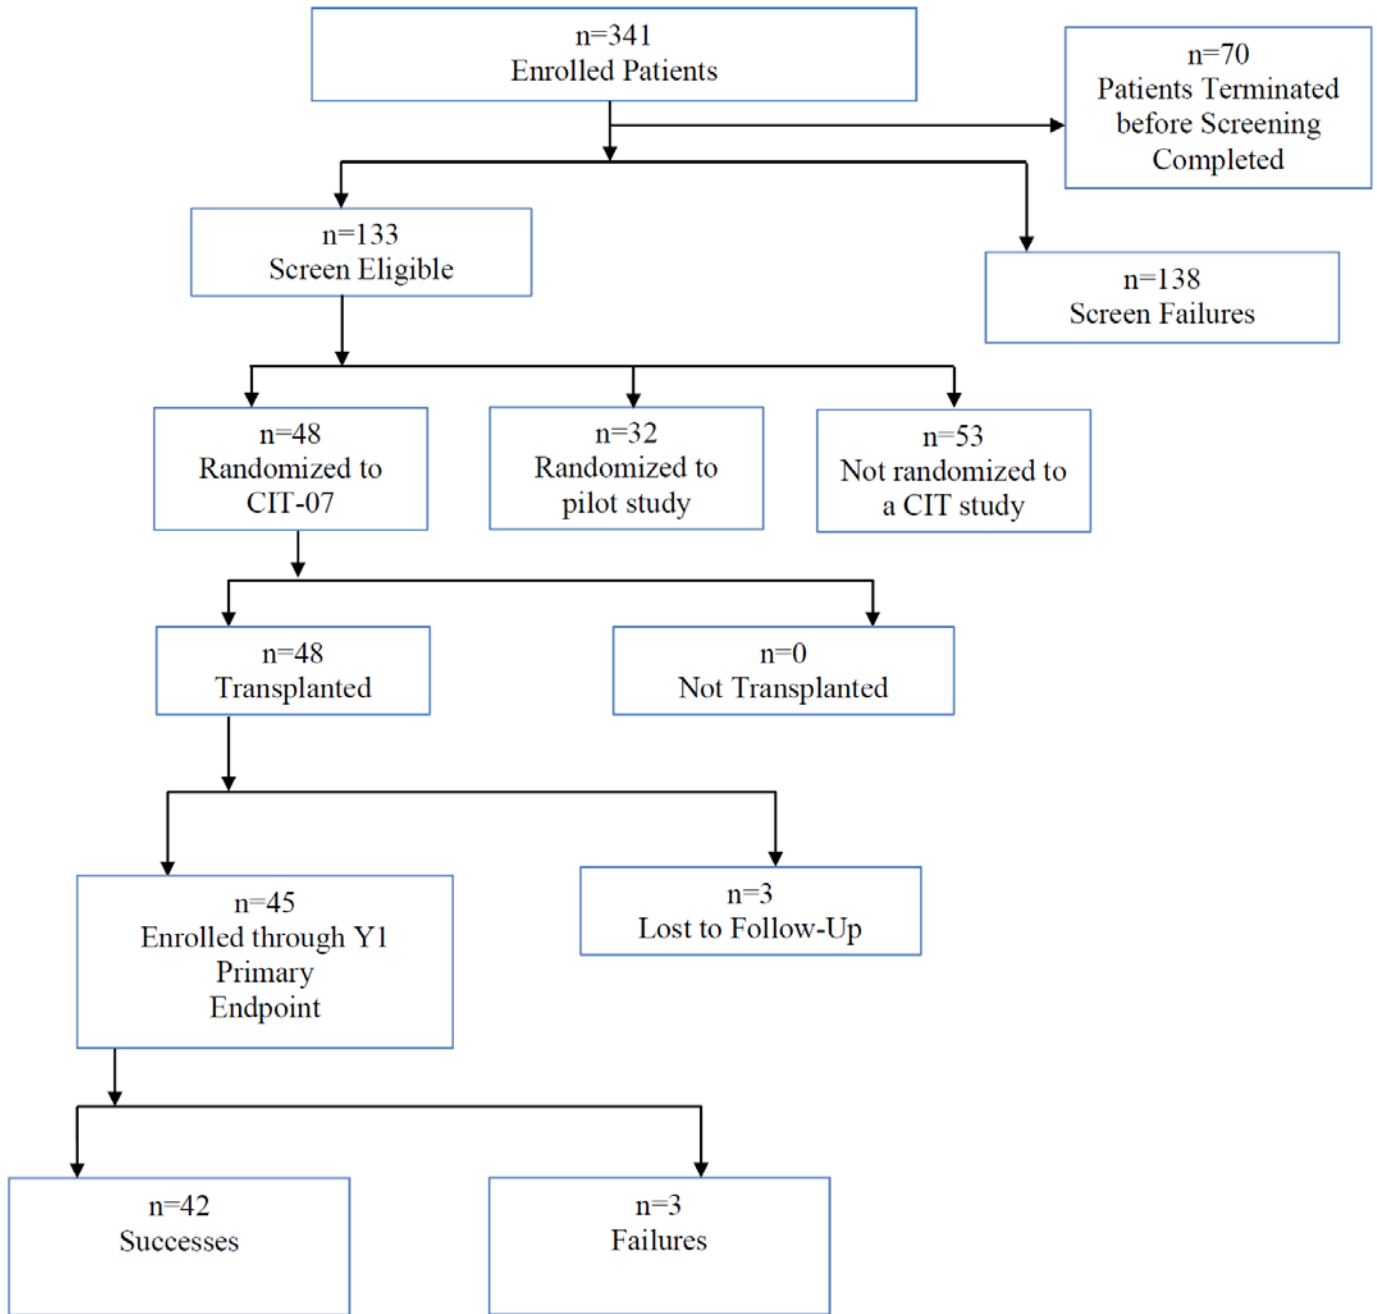 n=341
Enrolled Patients
n=70
Patients Terminated
before Screening
Completed
n=133
Screen Eligible
n=138
Screen Failures
n=48
Randomized to
CIT-07
n=32
Randomized to
pilot study
n=53
Not randomized to
a CIT study
n=48
Transplanted
n=0
Not Transplanted
n=45
Enrolled through Y1
Primary
Endpoint
n=3
Lost to Follow-Up
n=42
Successes
n=3
Failures